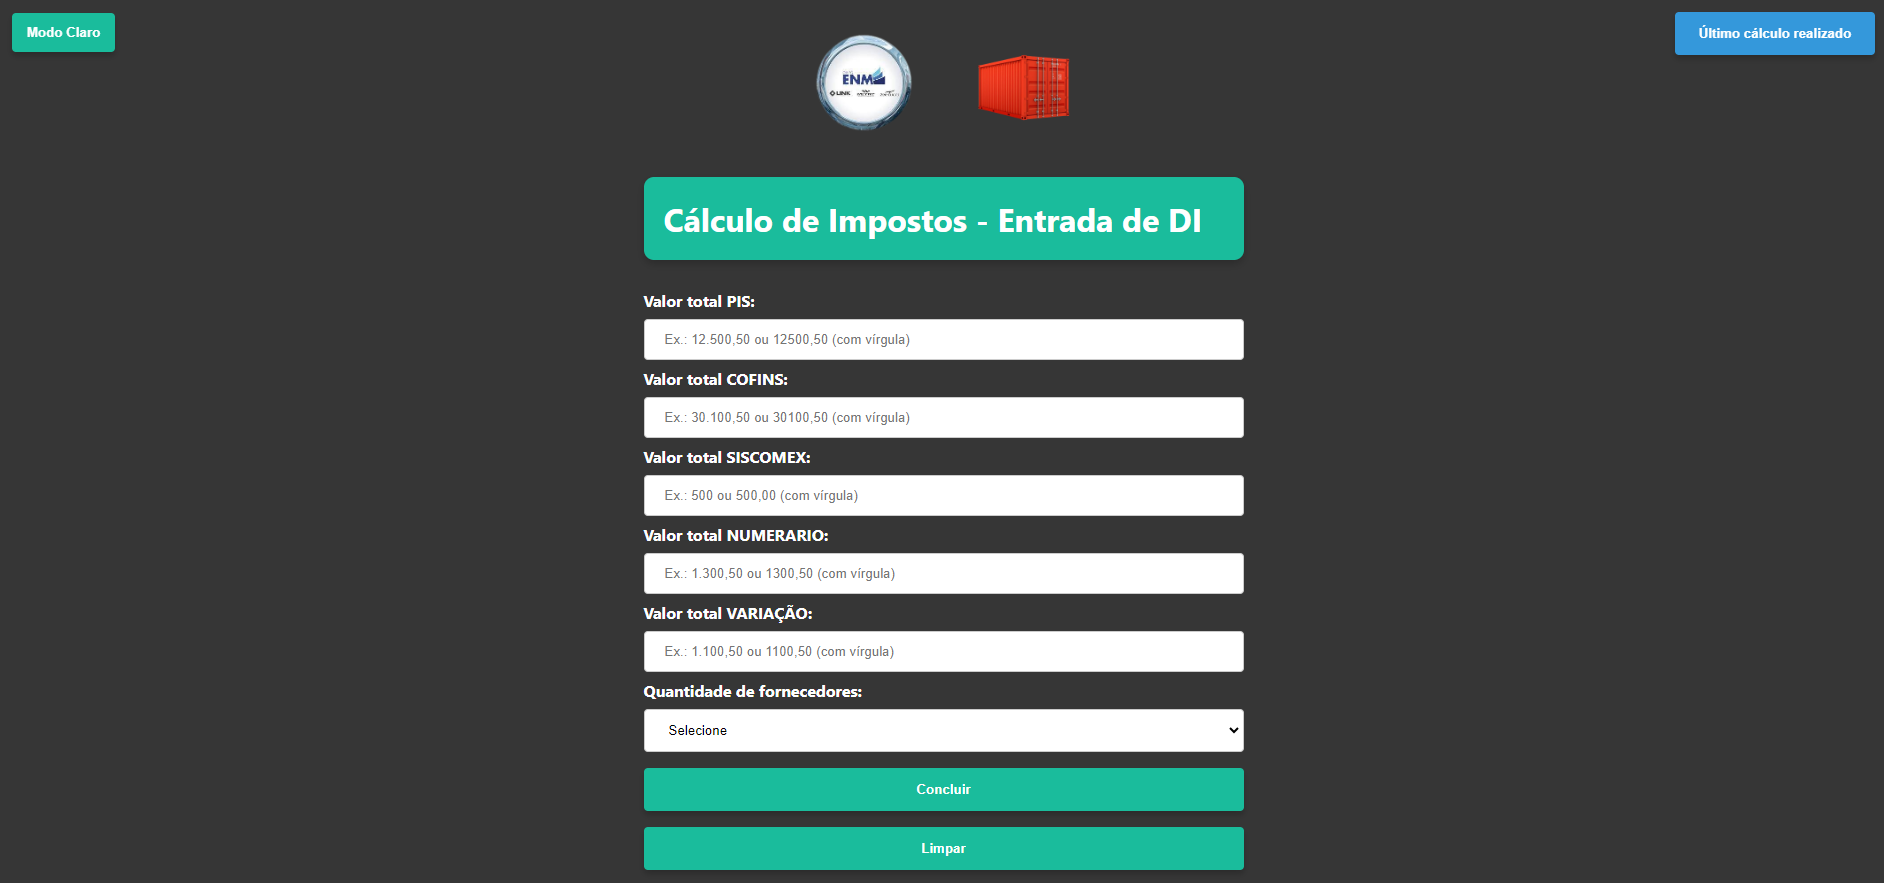 Modo Claro
Último cálculo realizado
ENM
LINK
Cálculo de Impostos - Entrada de DI
Valor total PIS:
Ex.: 12.500,50 ou 12500,50 (com vírgula)
Valor total COFINS:
Ex.: 30.100,50 ou 30100,50 (com vírgula)
Valor total SISCOMEX:
Ex.: 500 ou 500,00 (com vírgula)
Valor total NUMERARIO:
Ex.: 1.300,50 ou 1300,50 (com vírgula)
Valor total VARIAÇÃO:
Ex.: 1.100,50 ou 1100,50 (com vírgula)
Quantidade de fornecedores:
Selecione
Concluir
Limpar